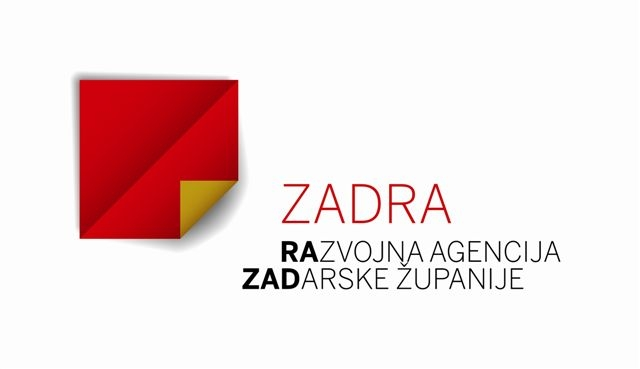 ZADRA
RAZVOJNA AGENCIJA
ZADARSKE ŽUPANIJE